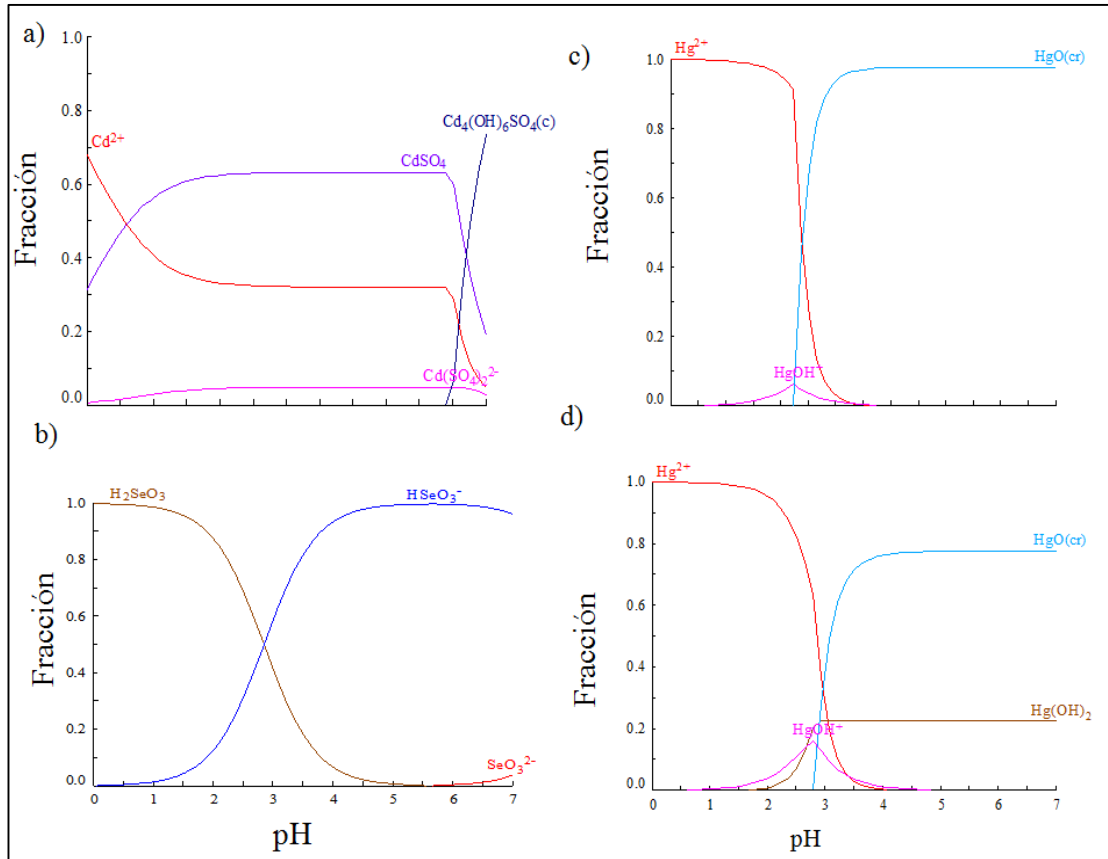 a)
1.0
0.8
0.6
0.4
0.2
0.0
Fracción
Cd²⁺
CdSO₄
Cd₄(OH)₆SO₄(c)
Cd(SO₄)₂²⁻
b)
1.0
0.8
0.6
0.4
0.2
0.0
Fracción
H₂SeO₃
HSeO₃⁻
SeO₃²⁻
0 1 2 3 4 5 6 7
pH
c)
1.0
0.8
0.6
0.4
0.2
0.0
Fracción
Hg²⁺
HgO(cr)
HgOH⁺
d)
1.0
0.8
0.6
0.4
0.2
0.0
Fracción
Hg²⁺
HgO(cr)
Hg(OH)₂
HgOH⁺
0 1 2 3 4 5 6 7
pH